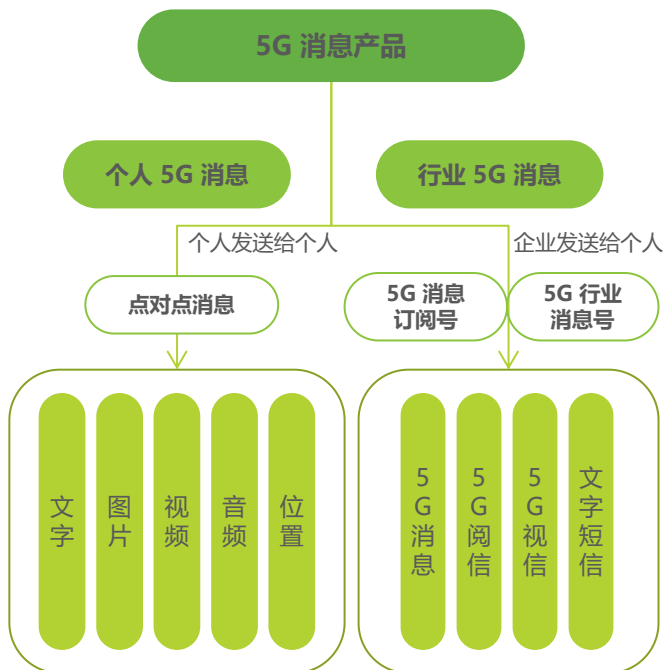 5G 消息产品
个人 5G 消息
行业 5G 消息
个人发送给个人
企业发送给个人
点对点消息
5G 消息
订阅号
5G 行业
消息号
文字
图片
视频
音频
位置
5G消息
5G阅信
5G视信
文字短信